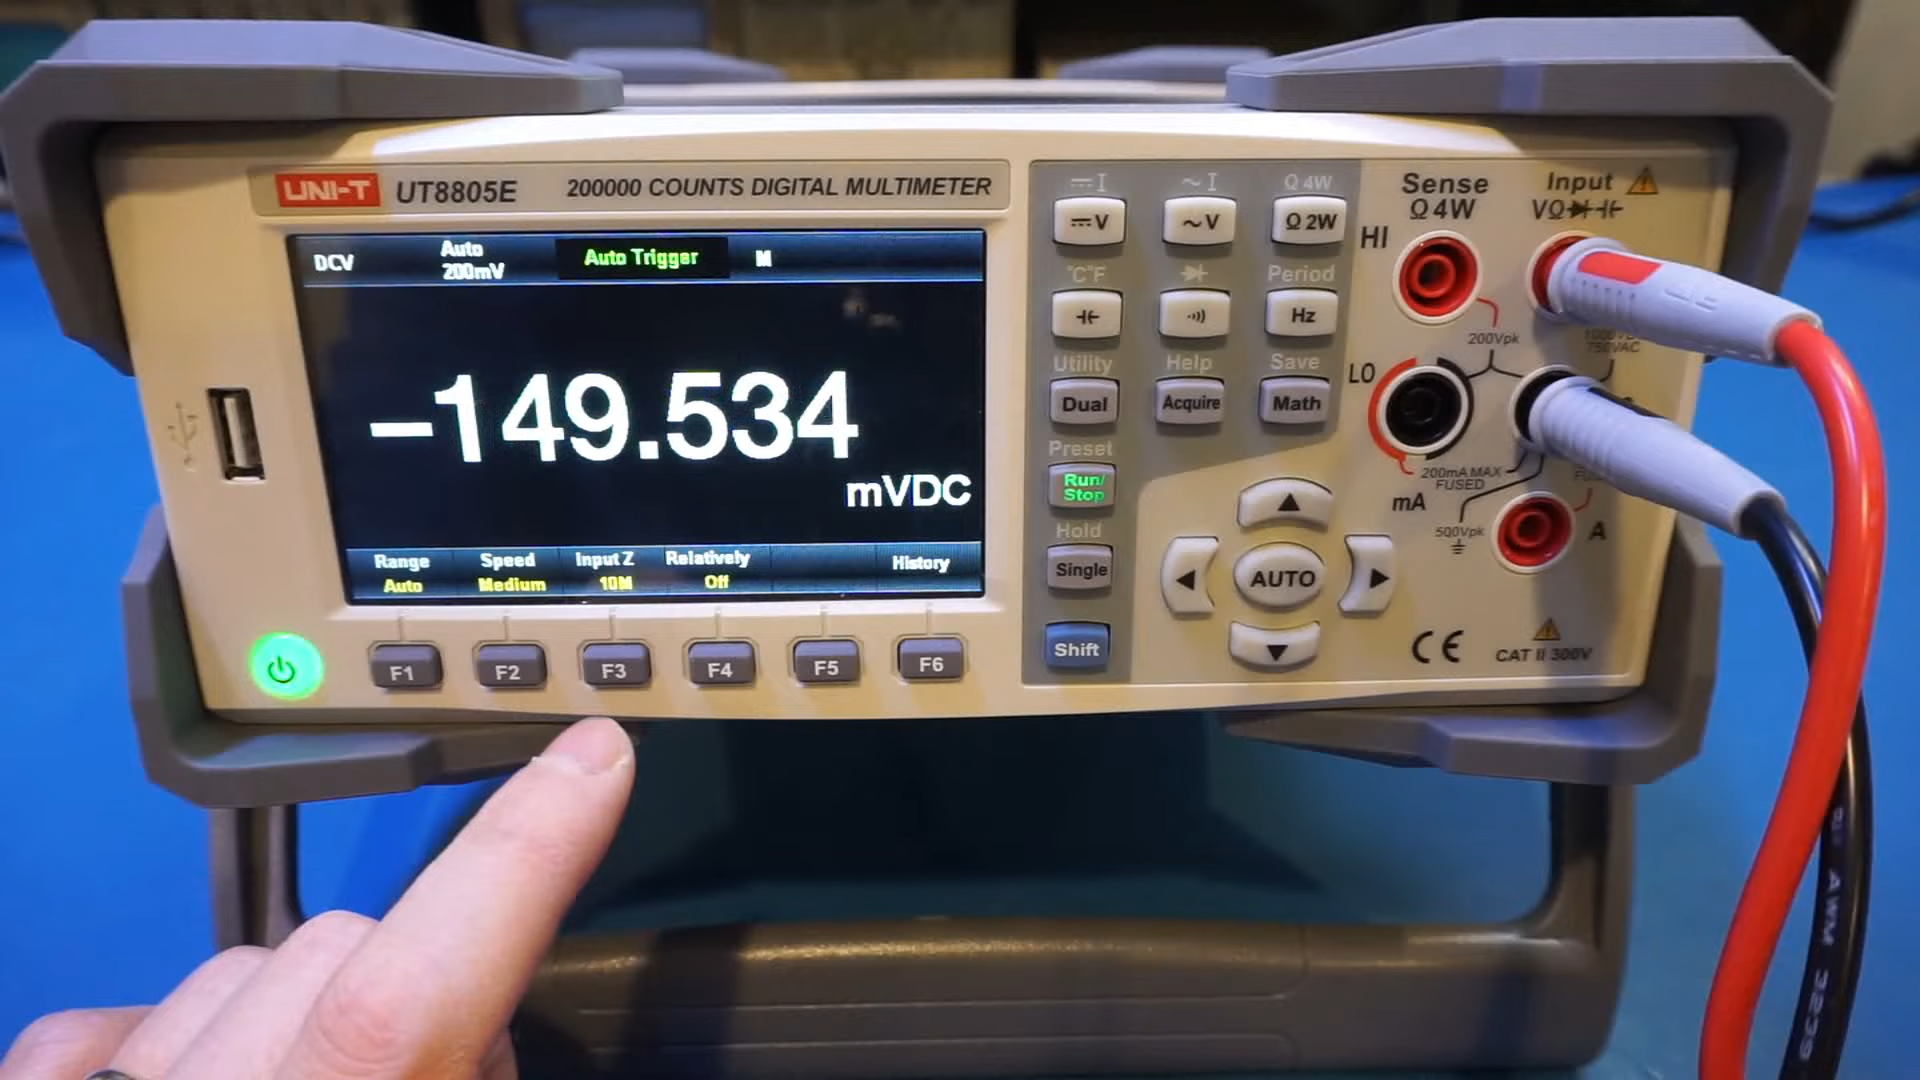 UNI-T UT8805E 200000 COUNTS DIGITAL MULTIMETER
DCV Auto 200mV Auto Trigger M
-149.534
mVDC
Range Speed Input Z Relatively History
Auto Medium 10M Off
F1 F2 F3 F4 F5 F6
⎓I ~I Ω 4W
⎓V ~V Ω 2W
°C°F Period
Hz
Utility Help Save
Dual Acquire Math
Preset
Run/
Stop
Hold
Single
Shift
AUTO
Sense
Ω 4W
Input
VΩ
HI
200Vpk
750VAC
LO
200mA MAX
FUSED
mA
500Vpk
A
CE
CAT II 300V
AWM